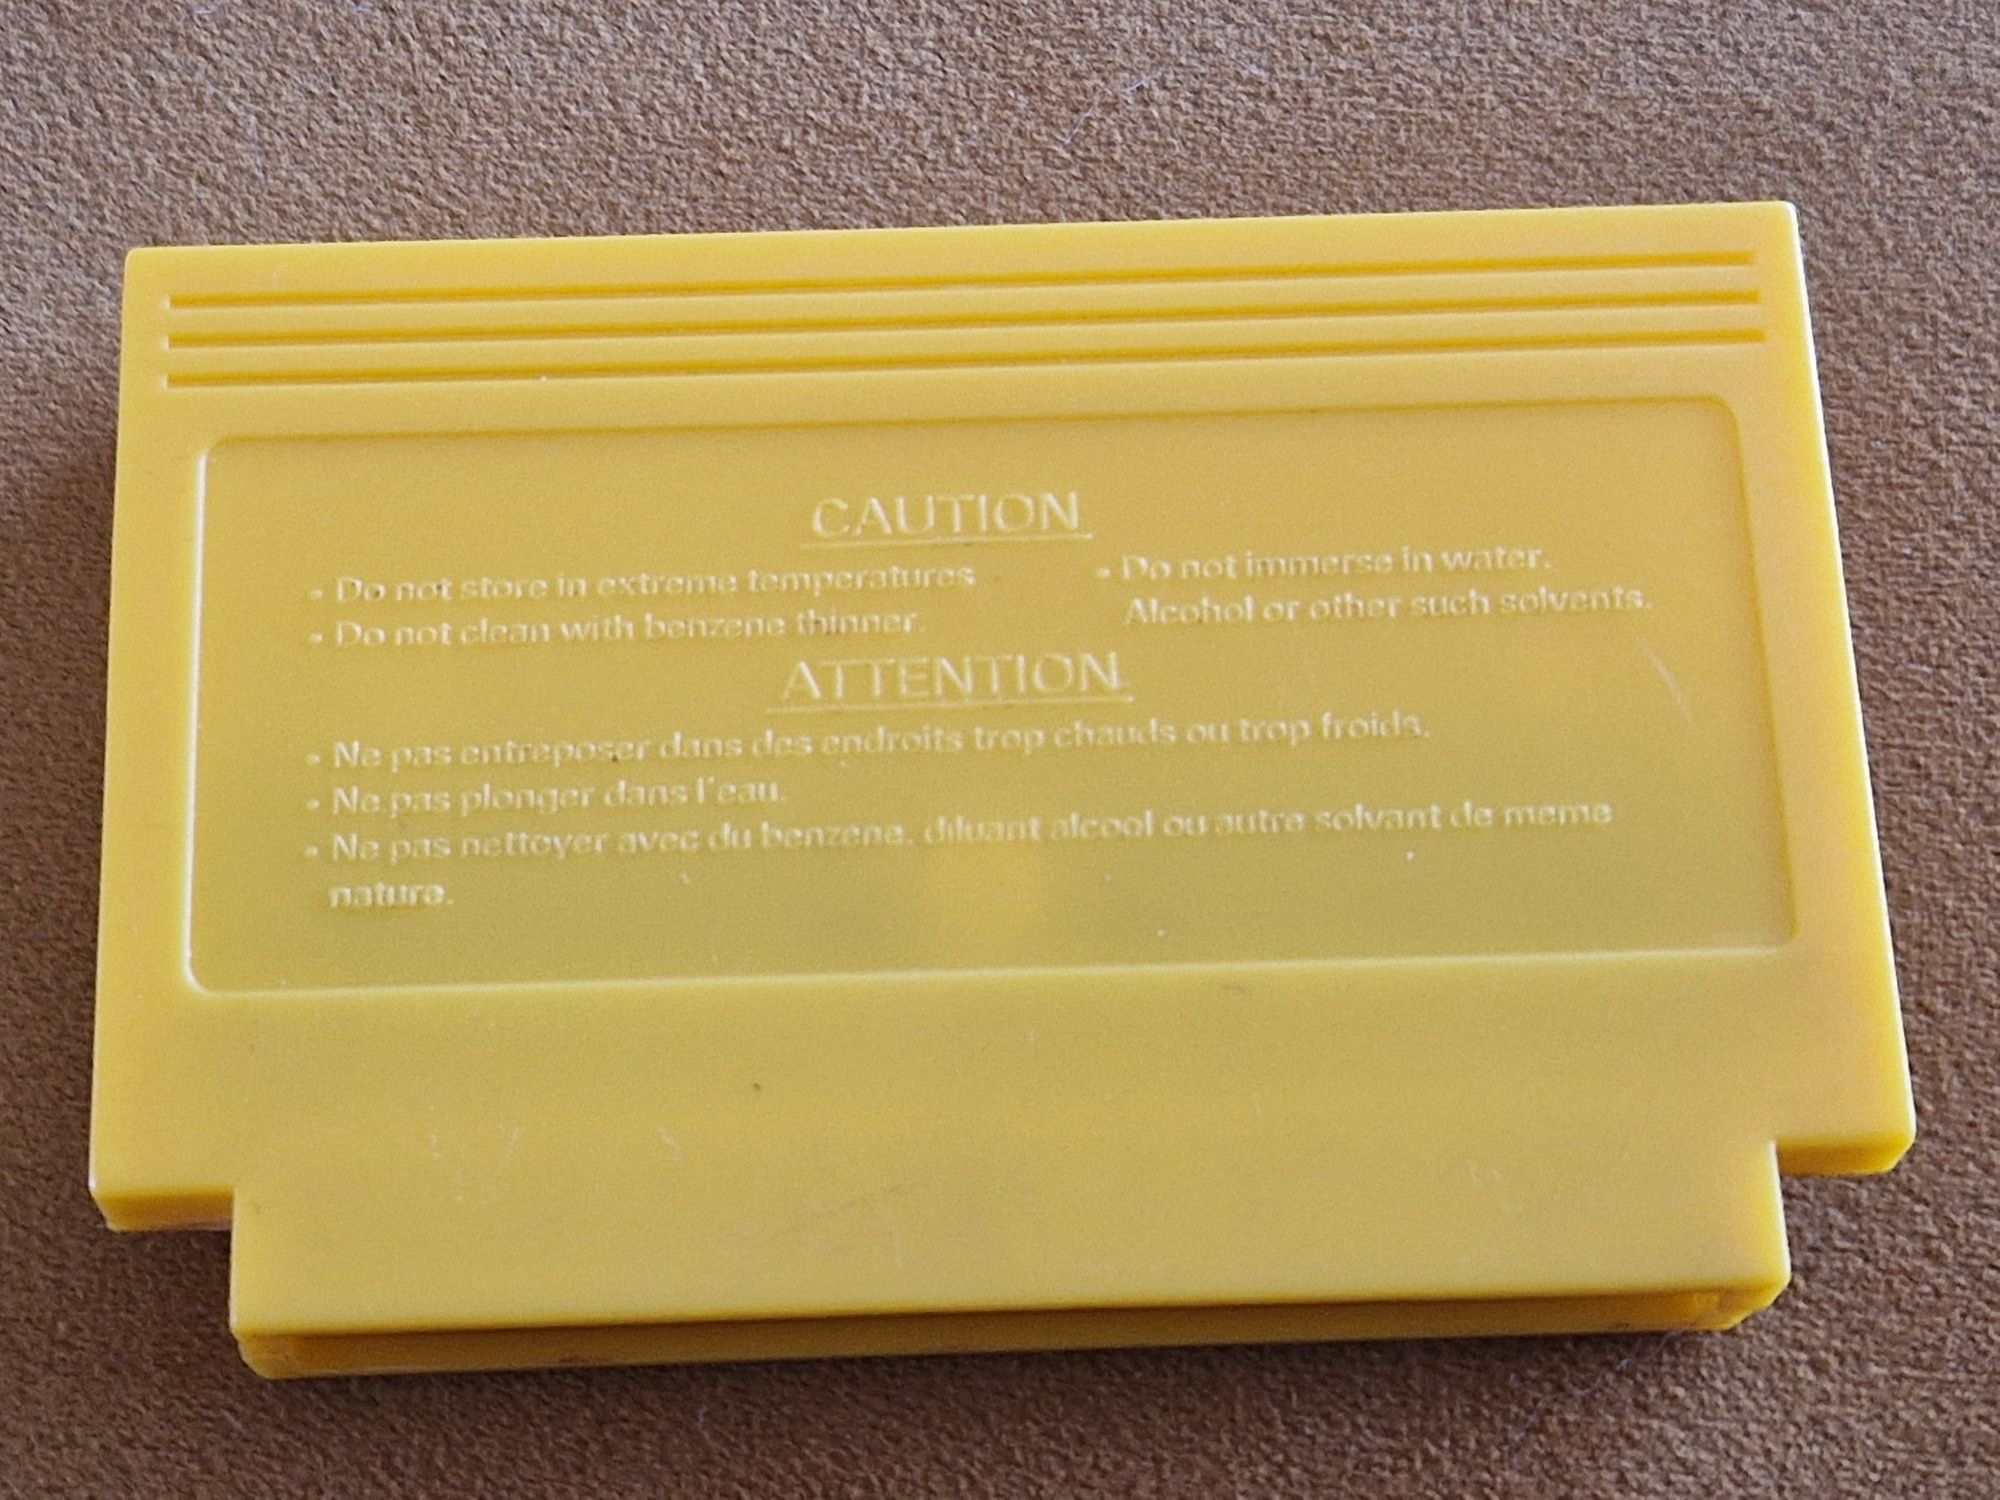 CAUTION
• Do not store in extreme temperatures
• Do not immerse in water.
• Do not clean with benzene thinner.
Alcohol or other such solvents.
ATTENTION
• Ne pas entreposer dans des endroits trop chauds ou trop froids.
• Ne pas plonger dans l'eau.
• Ne pas nettoyer avec du benzene. diluant alcool ou autre solvant de meme
nature.